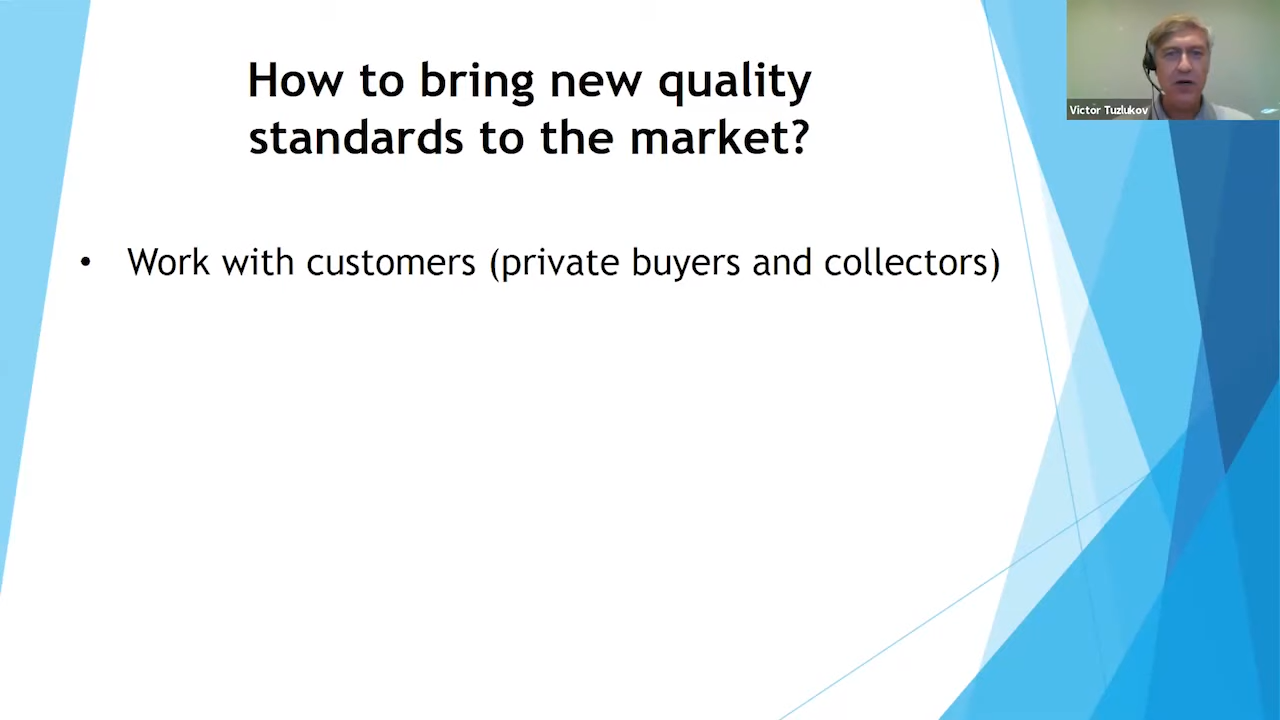 How to bring new quality
standards to the market?
• Work with customers (private buyers and collectors)
Victor Tuzlukov